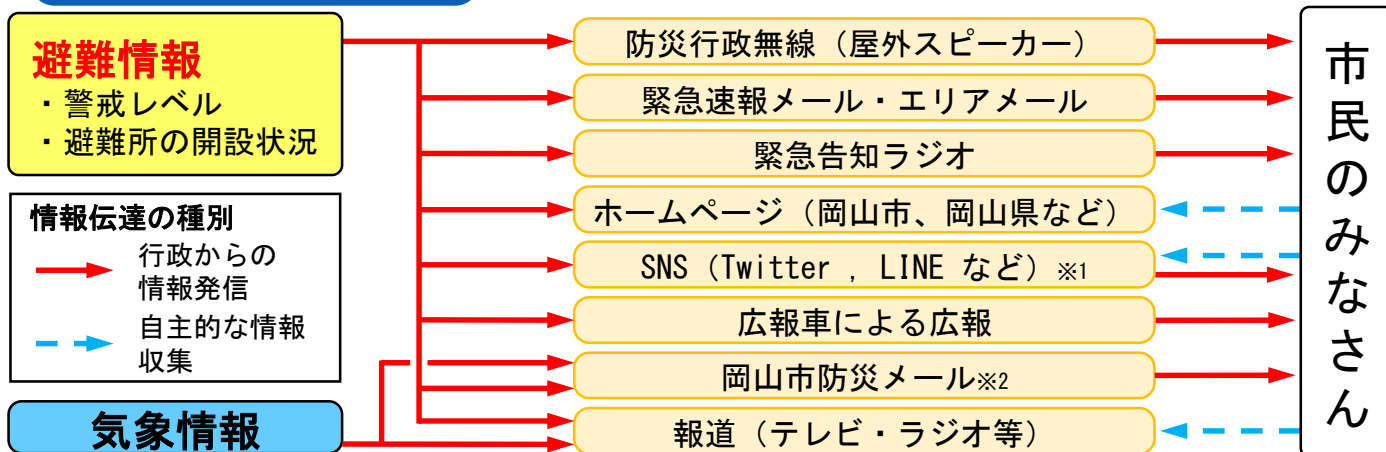 避難情報
・警戒レベル
・避難所の開設状況
情報伝達の種別
行政からの
情報発信
自主的な情報
収集
気象情報
防災行政無線（屋外スピーカー）
緊急速報メール・エリアメール
緊急告知ラジオ
ホームページ（岡山市、岡山県など）
SNS（Twitter , LINE など）※1
広報車による広報
岡山市防災メール※2
報道（テレビ・ラジオ等）
市民のみなさん